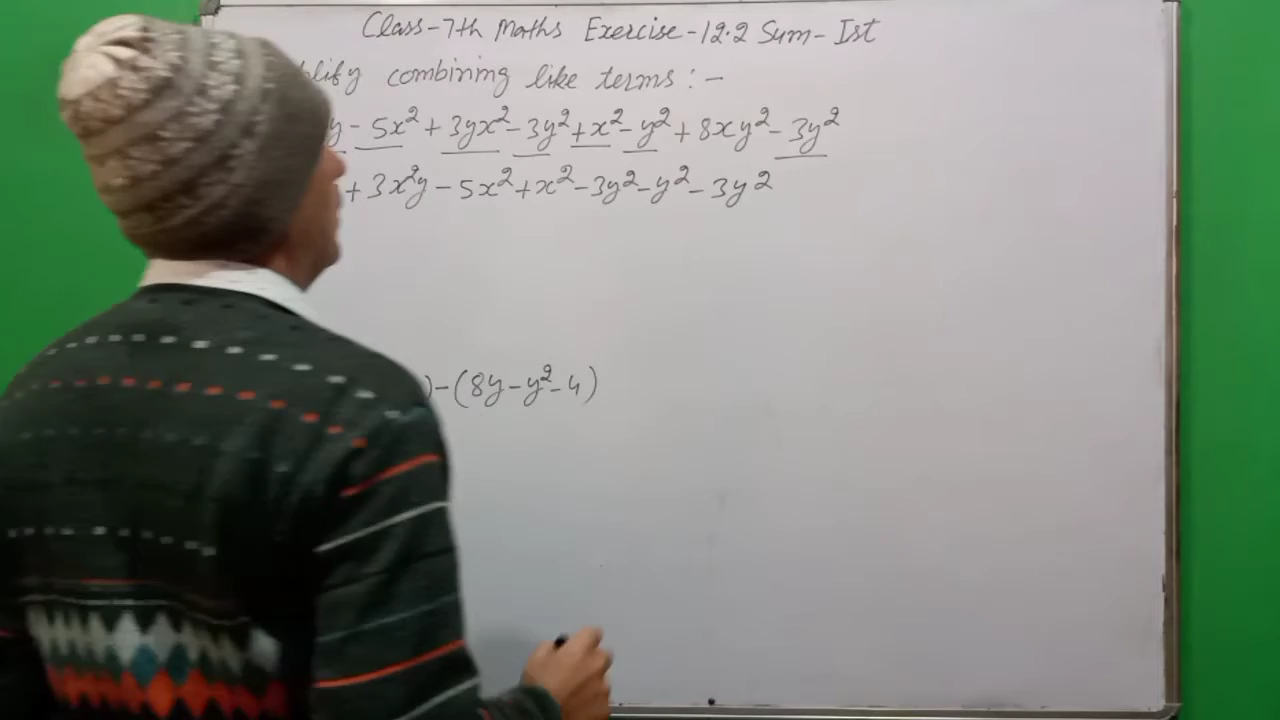 Class-7th Maths Exercise-12.2 Sum-Ist
combining like terms:-
y - 5x² + 3yx² - 3y² + x² - y² + 8xy² - 3y²
+ 3x²y - 5x² + x² - 3y² - y² - 3y²
) - (8y - y² - 4)